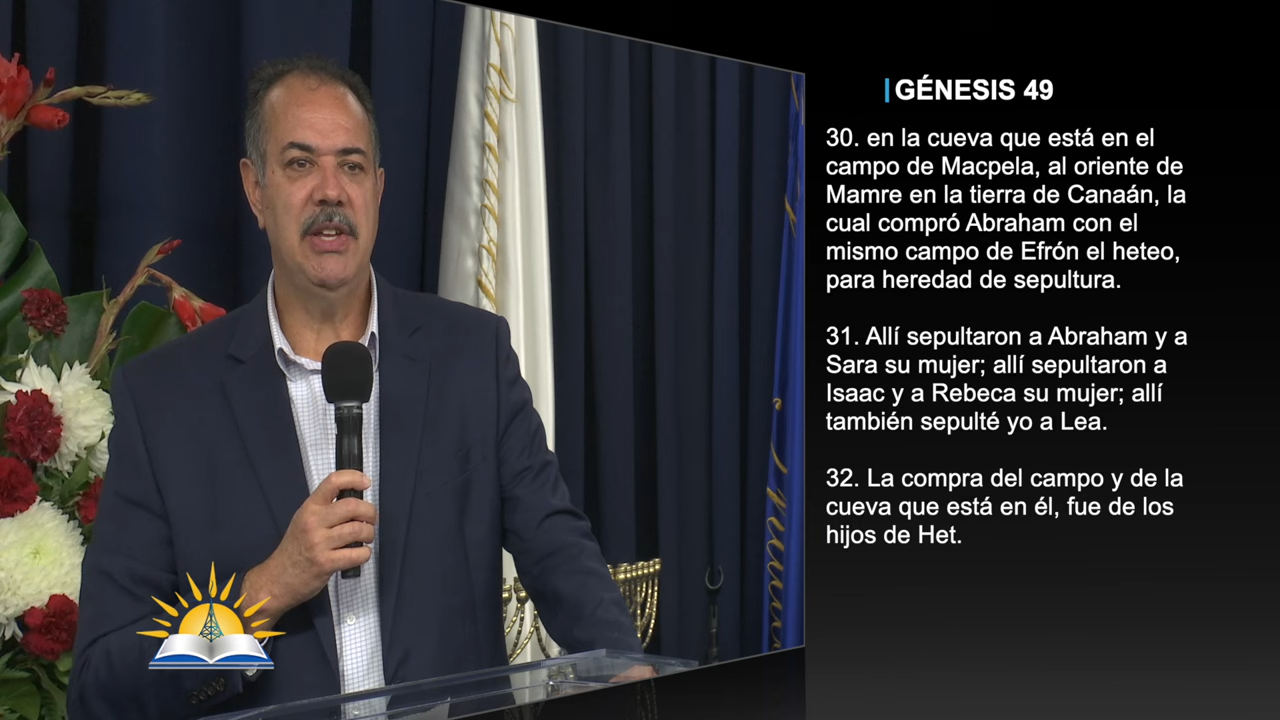 GÉNESIS 49
30. en la cueva que está en el
campo de Macpela, al oriente de
Mamre en la tierra de Canaán, la
cual compró Abraham con el
mismo campo de Efrón el heteo,
para heredad de sepultura.
31. Allí sepultaron a Abraham y a
Sara su mujer; allí sepultaron a
Isaac y a Rebeca su mujer; allí
también sepulté yo a Lea.
32. La compra del campo y de la
cueva que está en él, fue de los
hijos de Het.